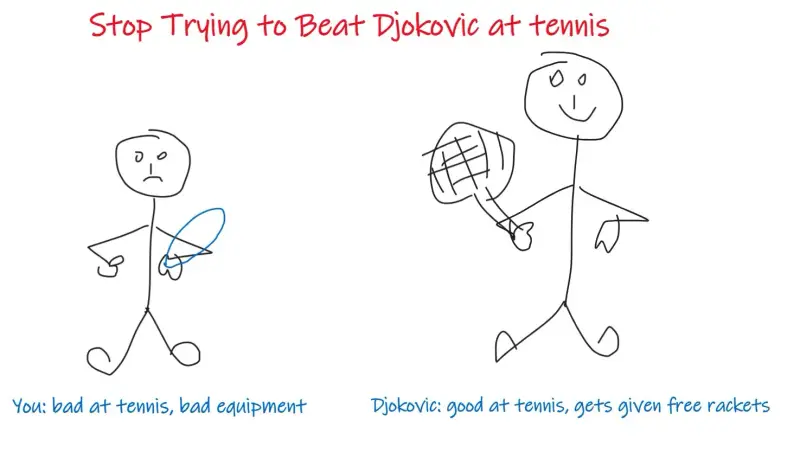 Stop Trying to Beat Djokovic at tennis
You: bad at tennis, bad equipment
Djokovic: good at tennis, gets given free rackets